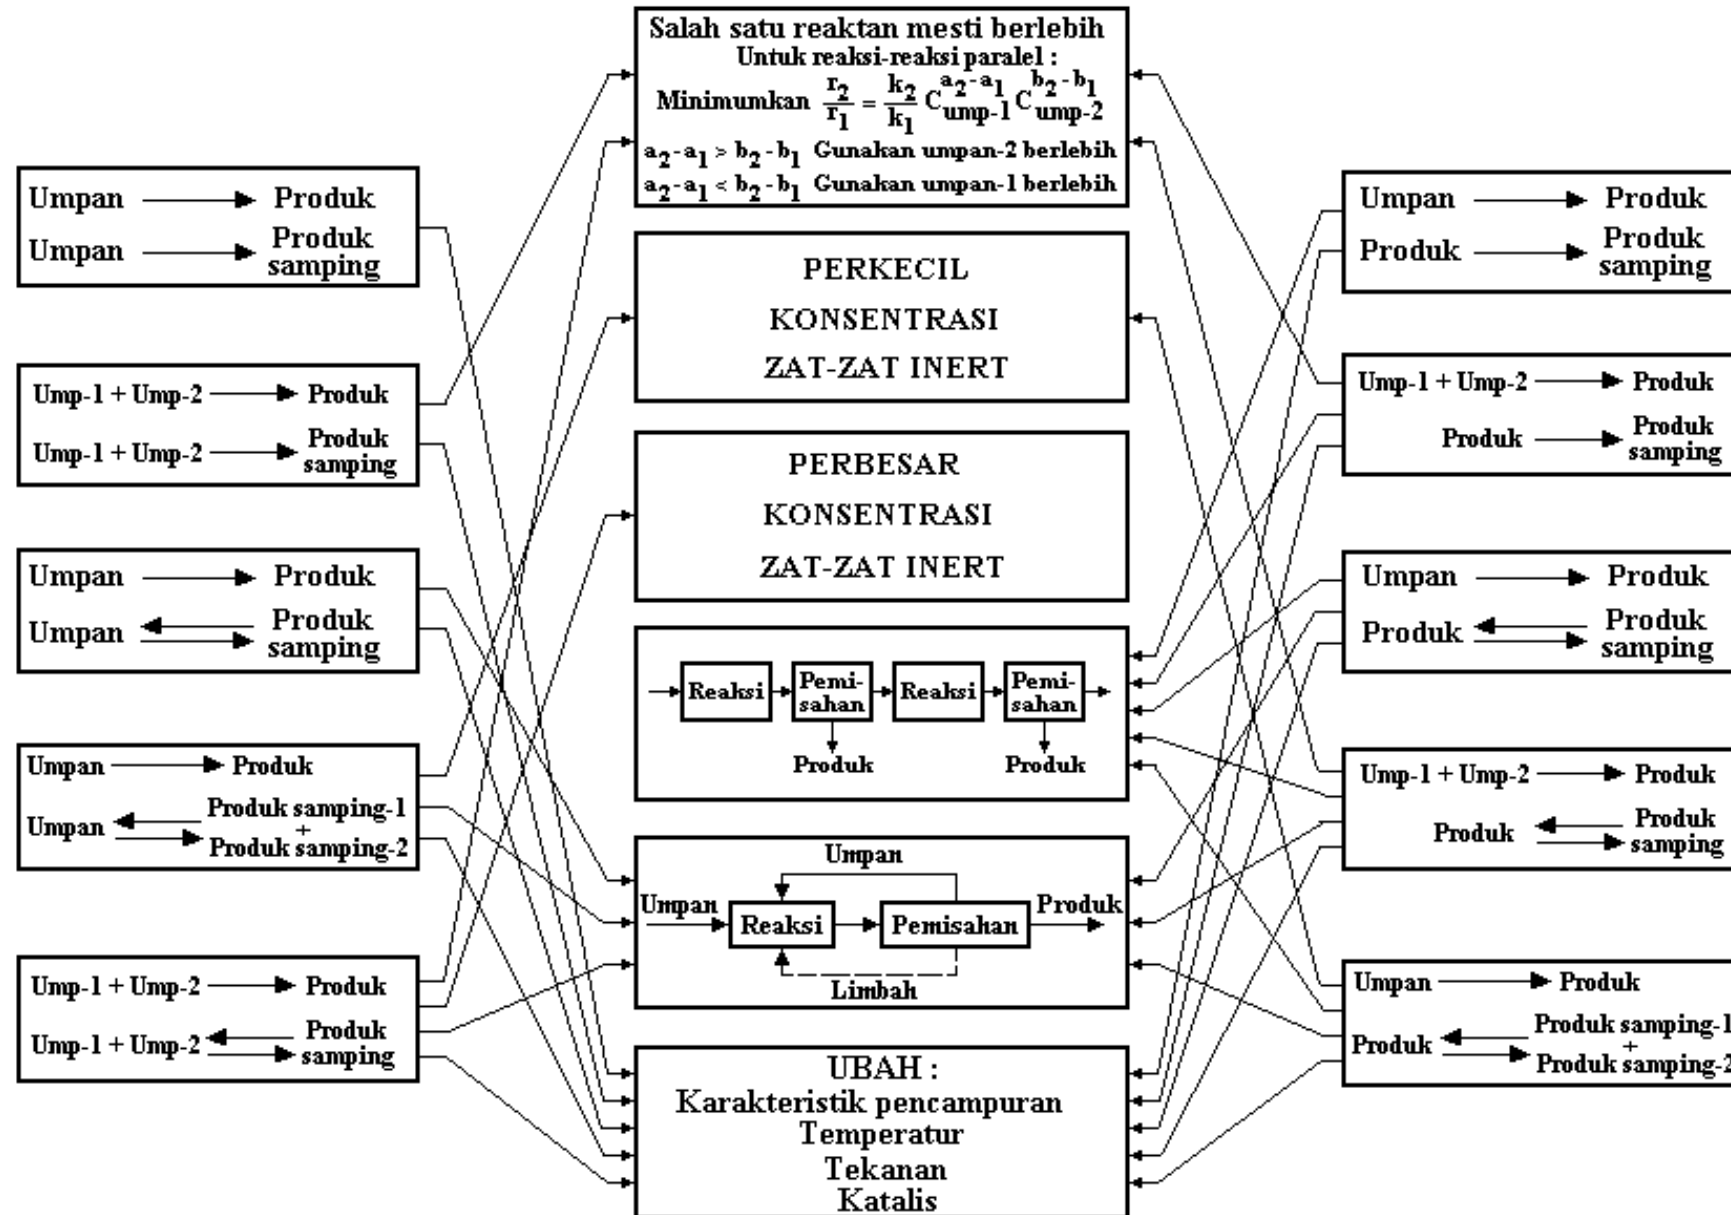 Salah satu reaktan mesti berlebih
Untuk reaksi-reaksi paralel :
Minimumkan r2/r1 = k2/k1 C ump-1 a2-a1 C ump-2 b2-b1
a2-a1 > b2-b1 Gunakan umpan-2 berlebih
a2-a1 < b2-b1 Gunakan umpan-1 berlebih
PERKECIL
KONSENTRASI
ZAT-ZAT INERT
PERBESAR
KONSENTRASI
ZAT-ZAT INERT
Reaksi
Pemi-
sahan
Reaksi
Pemi-
sahan
Produk
Produk
Umpan
Umpan
Reaksi
Pemisahan
Produk
Limbah
UBAH :
Karakteristik pencampuran
Temperatur
Tekanan
Katalis
Umpan Produk
Umpan Produk
samping
Ump-1 + Ump-2 Produk
Ump-1 + Ump-2 Produk
samping
Umpan Produk
Umpan Produk
samping
Umpan Produk
Umpan Produk samping-1
+
Produk samping-2
Ump-1 + Ump-2 Produk
Ump-1 + Ump-2 Produk
samping
Umpan Produk
Produk Produk
samping
Ump-1 + Ump-2 Produk
Produk Produk
samping
Umpan Produk
Produk Produk
samping
Ump-1 + Ump-2 Produk
Produk Produk
samping
Umpan Produk
Produk Produk samping-1
+
Produk samping-2